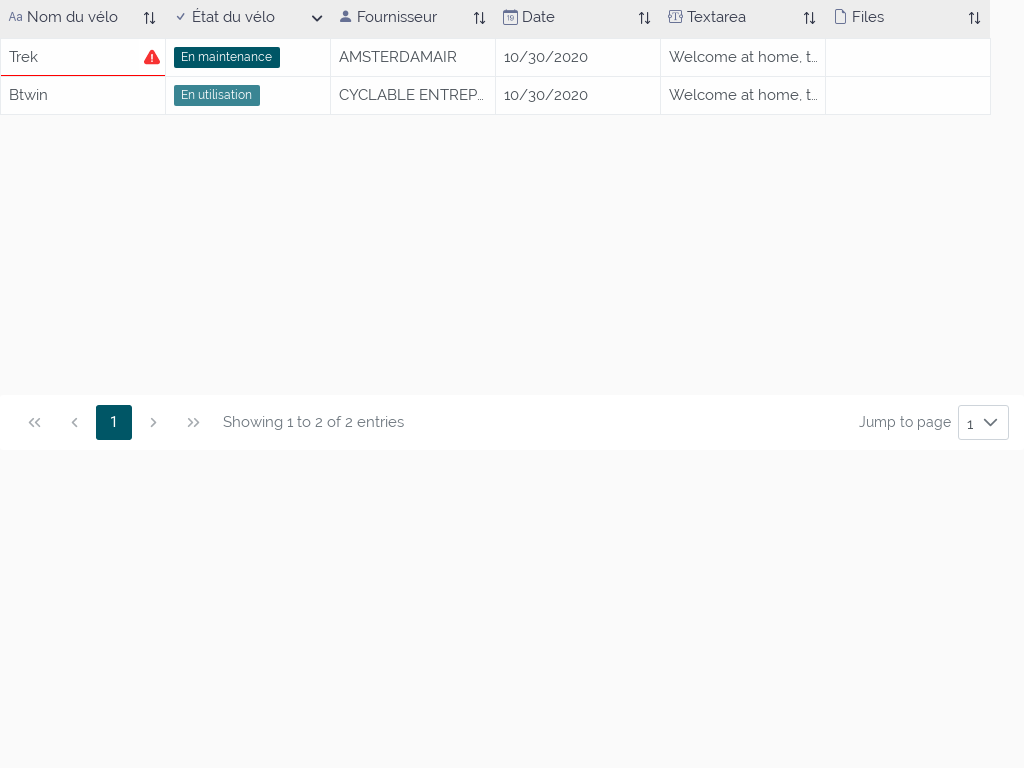 Aa Nom du vélo État du vélo Fournisseur 19 Date T Textarea Files
Trek En maintenance AMSTERDAMAIR 10/30/2020 Welcome at home, t...
Btwin En utilisation CYCLABLE ENTREP... 10/30/2020 Welcome at home, t...
1 Showing 1 to 2 of 2 entries Jump to page 1